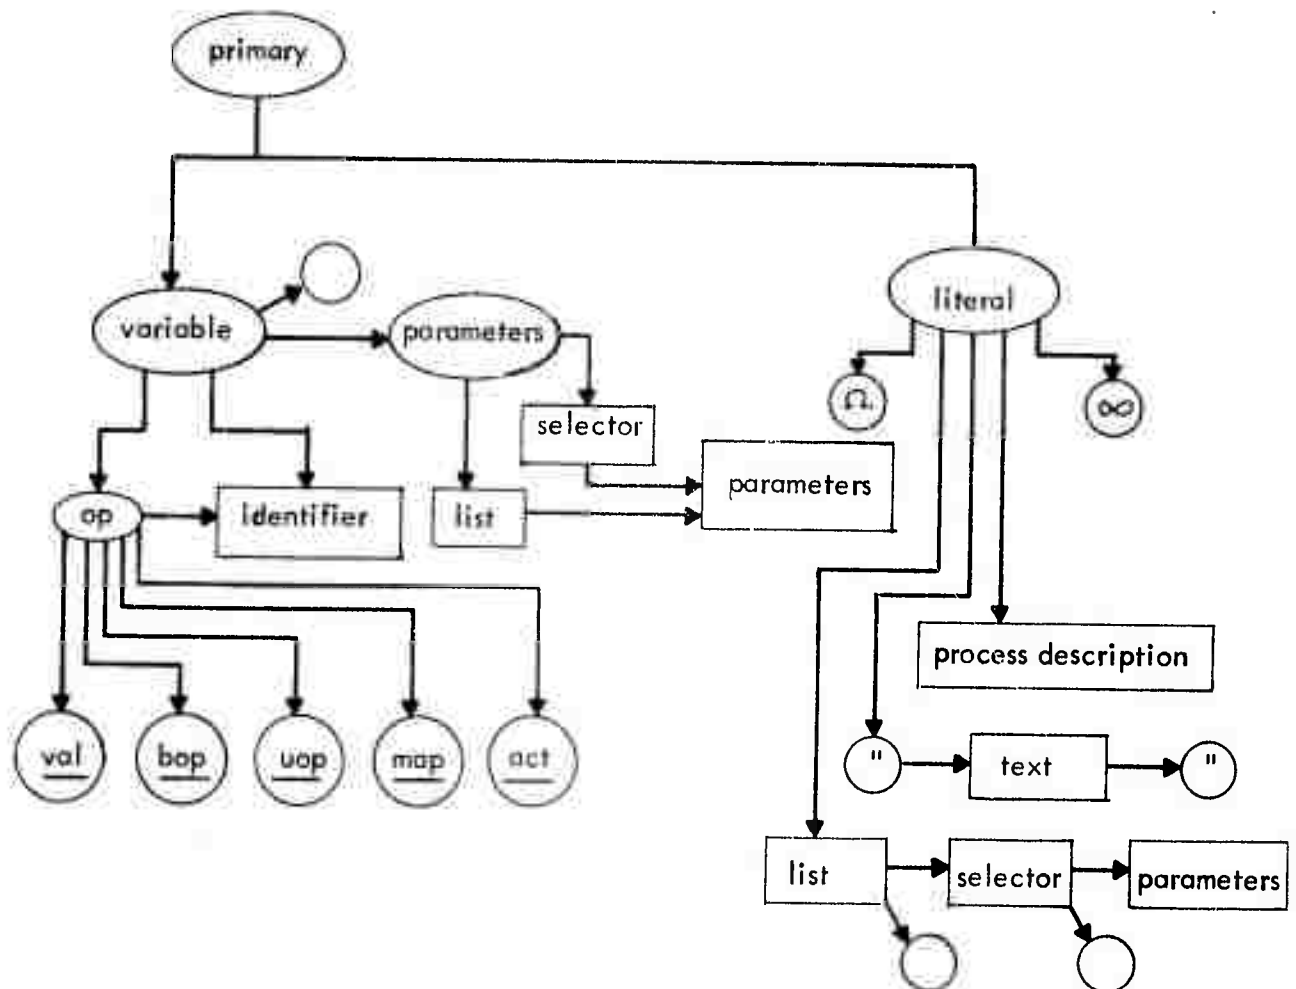 primary
variable
parameters
literal
Ω
∞
selector
parameters
op
identifier
list
process description
val
bop
uop
map
act
"
text
"
list
selector
parameters